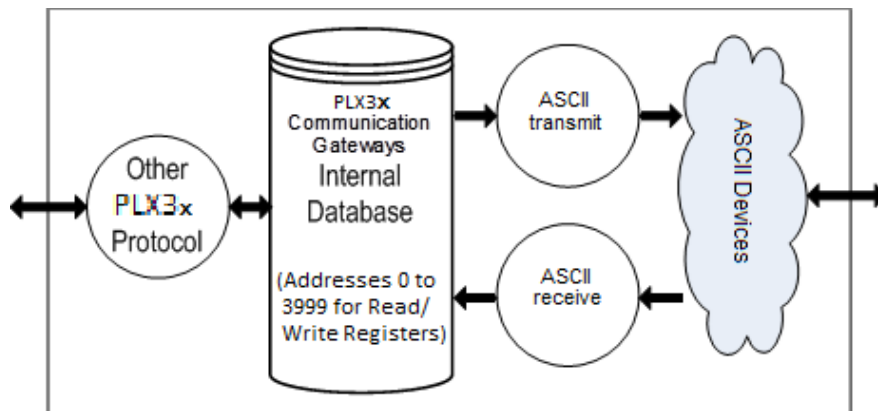 Other
PLX3x
Protocol
PLX3x
Communication
Gateways
Internal
Database
(Addresses 0 to
3999 for Read/
Write Registers)
ASCII
transmit
ASCII
receive
ASCII Devices